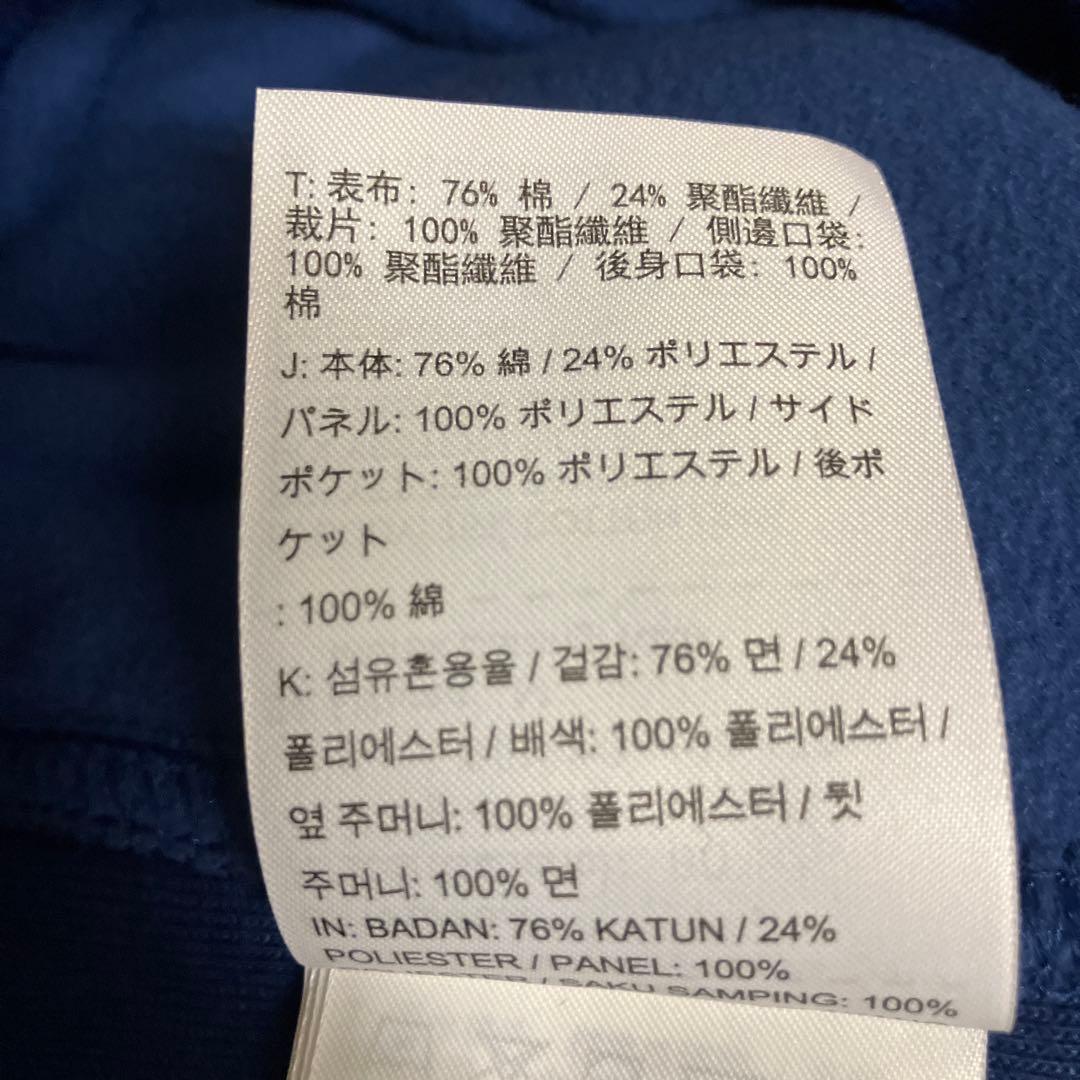 T: 表布: 76% 棉 / 24% 聚酯纖維 /
裁片: 100% 聚酯纖維 / 側邊口袋:
100% 聚酯纖維 / 後身口袋: 100%
棉
J: 本体: 76% 綿 / 24% ポリエステル /
パネル: 100% ポリエステル / サイド
ポケット: 100% ポリエステル / 後ポ
ケット
: 100% 綿
K: 섬유혼용율 / 겉감: 76% 면 / 24%
폴리에스터 / 배색: 100% 폴리에스터 /
옆 주머니: 100% 폴리에스터 / 뒷
주머니: 100% 면
IN: BADAN: 76% KATUN / 24%
POLIESTER / PANEL: 100%
POLIESTER / SAKU SAMPING: 100%